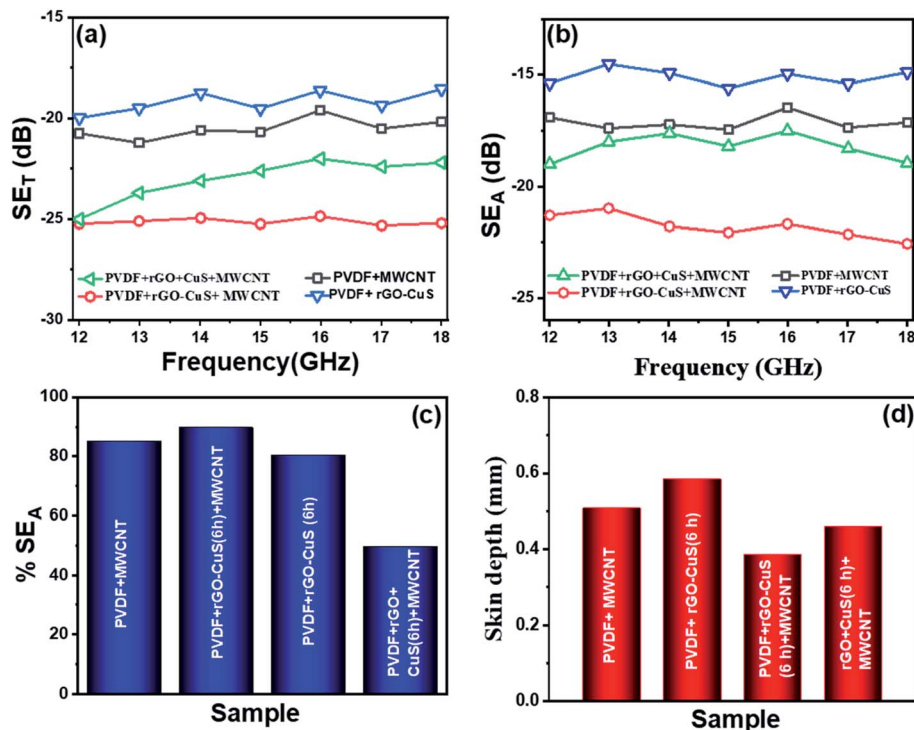 (a)
SE_T (dB)
-15
-20
-25
-30
PVDF+rGO+CuS+MWCNT
PVDF+MWCNT
PVDF+rGO-CuS+ MWCNT
PVDF+ rGO-CuS
12 13 14 15 16 17 18
Frequency(GHz)
(b)
SE_A (dB)
-15
-20
-25
PVDF+rGO+CuS+MWCNT
PVDF+MWCNT
PVDF+rGO-CuS+MWCNT
PVDF+rGO-CuS
12 13 14 15 16 17 18
Frequency (GHz)
(c)
% SE_A
100
80
60
40
20
0
PVDF+MWCNT
PVDF+rGO-CuS(6h)+MWCNT
PVDF+rGO-CuS (6h)
PVDF+rGO+
CuS(6h)+MVCNT
Sample
(d)
Skin depth (mm)
0.8
0.6
0.4
0.2
0.0
PVDF+ MWCNT
PVDF+ rGO-CuS(6 h)
PVDF+rGO-CuS
(6 h)+MWCNT
rGO+CuS(6 h)+
MWCNT
Sample